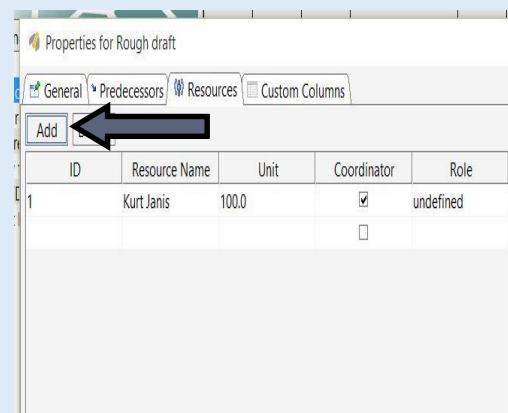 Properties for Rough draft
General Predecessors Resources Custom Columns
Add
ID Resource Name Unit Coordinator Role
1 Kurt Janis 100.0 undefined